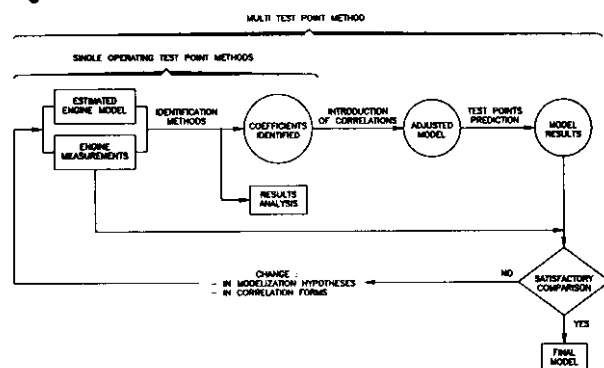 MULTI TEST POINT METHOD
SINGLE OPERATING TEST POINT METHODS
ESTIMATED
ENGINE MODEL
ENGINE
MEASUREMENTS
IDENTIFICATION
METHODS
COEFFICIENTS
IDENTIFIED
INTRODUCTION
OF CORRELATIONS
ADJUSTED
MODEL
TEST POINTS
PREDICTION
MODEL
RESULTS
RESULTS
ANALYSIS
CHANGE :
- IN MODELIZATION HYPOTHESES
- IN CORRELATION FORMS
NO
SATISFACTORY
COMPARISON
YES
FINAL
MODEL